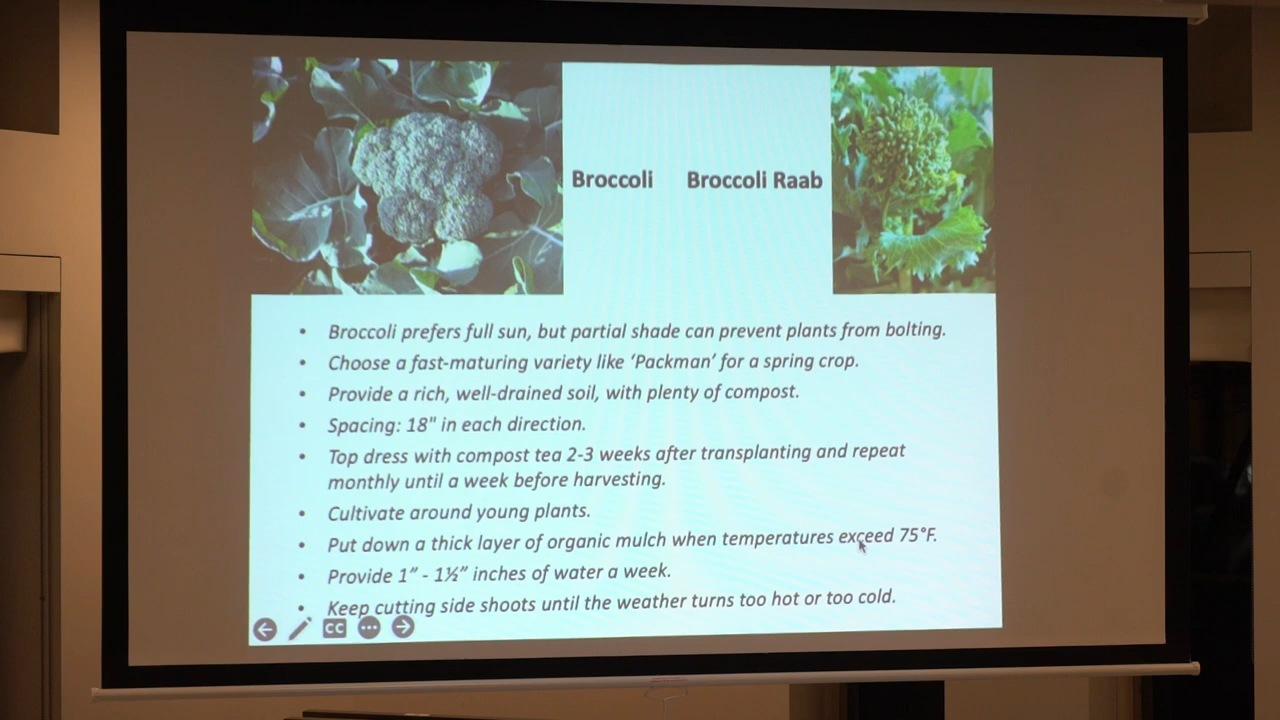 Broccoli
Broccoli Raab
• Broccoli prefers full sun, but partial shade can prevent plants from bolting.
• Choose a fast-maturing variety like ‘Packman’ for a spring crop.
• Provide a rich, well-drained soil, with plenty of compost.
• Spacing: 18" in each direction.
• Top dress with compost tea 2-3 weeks after transplanting and repeat
monthly until a week before harvesting.
• Cultivate around young plants.
• Put down a thick layer of organic mulch when temperatures exceed 75°F.
• Provide 1” - 1½” inches of water a week.
• Keep cutting side shoots until the weather turns too hot or too cold.
CC